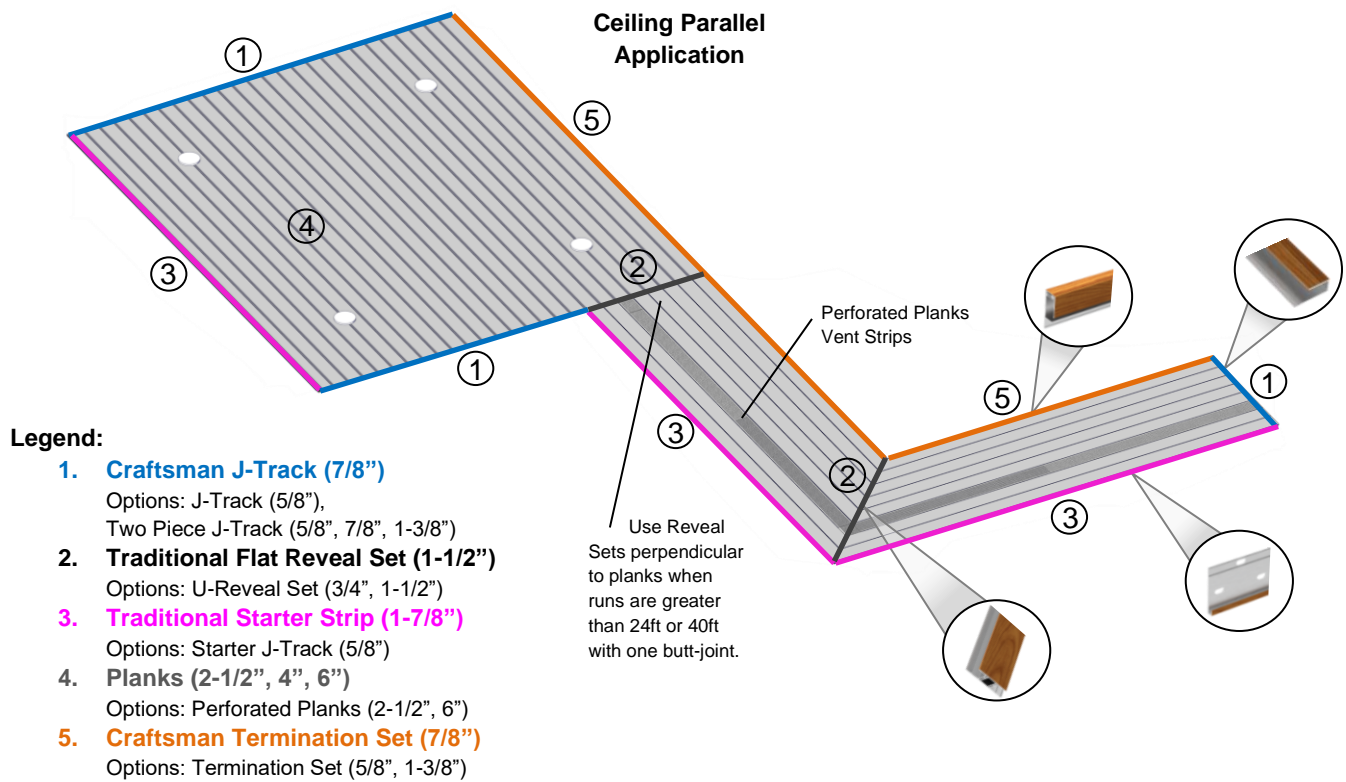 Ceiling Parallel
Application
1
5
4
3
2
Perforated Planks
Vent Strips
1
5
1
3
2
3
Use Reveal
Sets perpendicular
to planks when
runs are greater
than 24ft or 40ft
with one butt-joint.
Legend:
1. Craftsman J-Track (7/8”)
Options: J-Track (5/8”),
Two Piece J-Track (5/8”, 7/8”, 1-3/8”)
2. Traditional Flat Reveal Set (1-1/2”)
Options: U-Reveal Set (3/4”, 1-1/2”)
3. Traditional Starter Strip (1-7/8”)
Options: Starter J-Track (5/8”)
4. Planks (2-1/2”, 4”, 6”)
Options: Perforated Planks (2-1/2”, 6”)
5. Craftsman Termination Set (7/8”)
Options: Termination Set (5/8”, 1-3/8”)